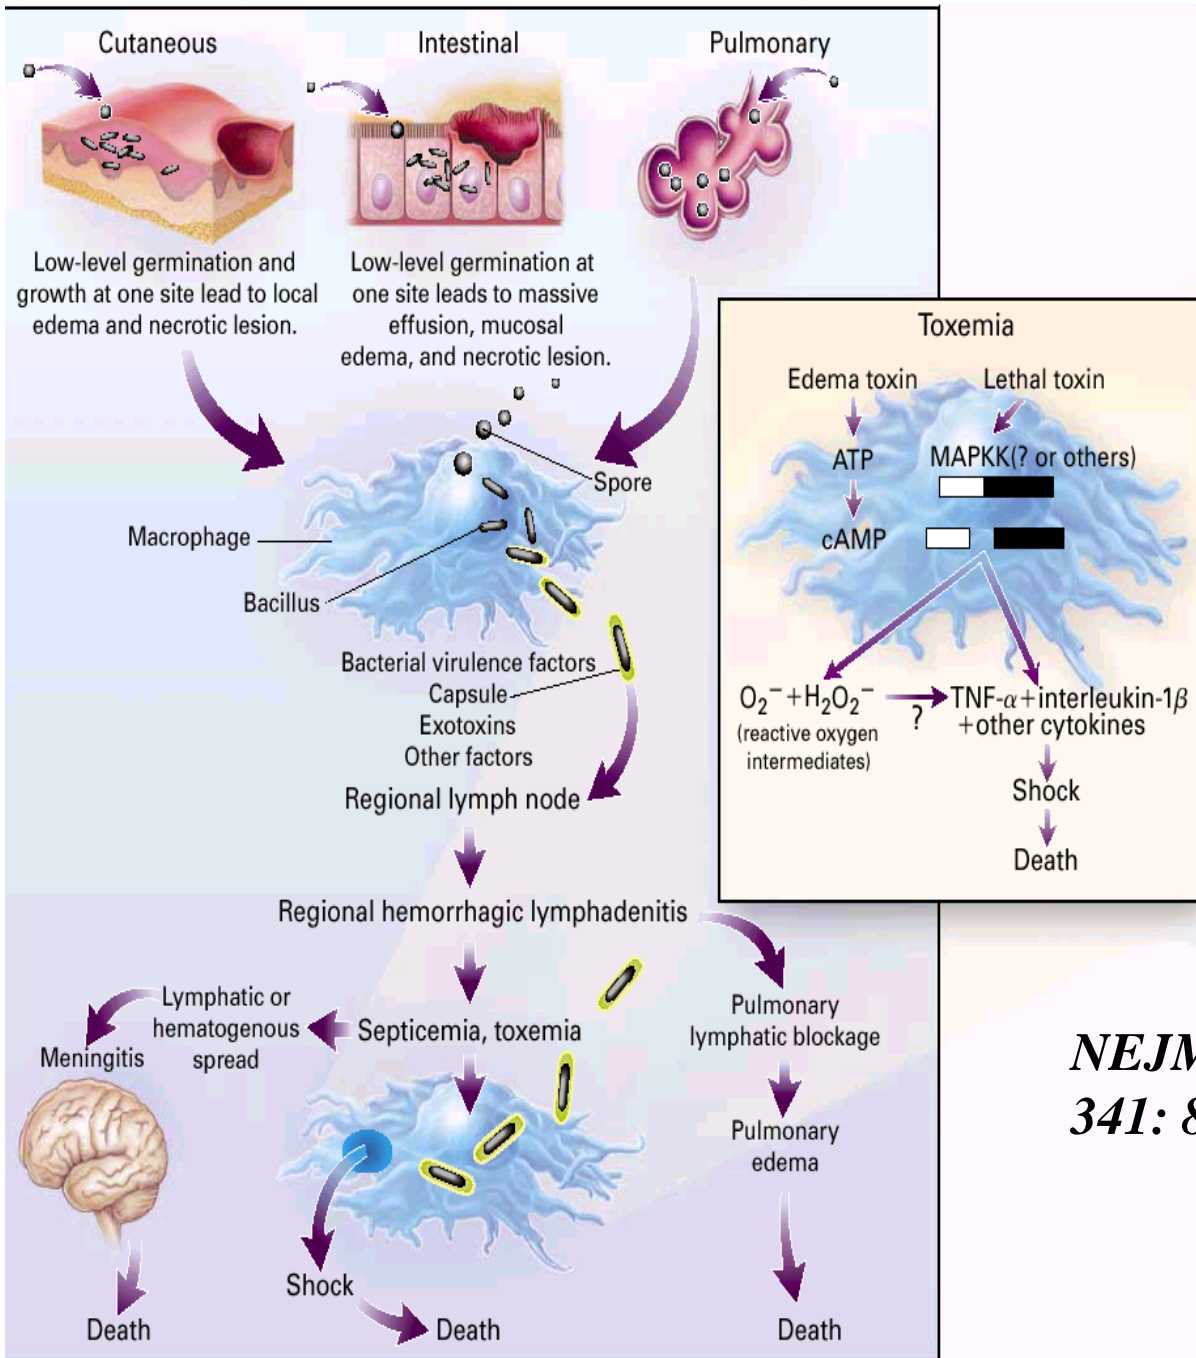 Cutaneous
Intestinal
Pulmonary
Low-level germination and
growth at one site lead to local
edema and necrotic lesion.
Low-level germination at
one site leads to massive
effusion, mucosal
edema, and necrotic lesion.
Spore
Macrophage
Bacillus
Bacterial virulence factors
Capsule
Exotoxins
Other factors
Regional lymph node
Regional hemorrhagic lymphadenitis
Lymphatic or
hematogenous
spread
Septicemia, toxemia
Meningitis
Pulmonary
lymphatic blockage
Pulmonary
edema
Shock
Death
Death
Death
Toxemia
Edema toxin
Lethal toxin
ATP
MAPKK(? or others)
cAMP
O₂⁻+H₂O₂⁻
(reactive oxygen
intermediates)
?
TNF-α+interleukin-1β
+other cytokines
Shock
Death
NEJM
341: 8